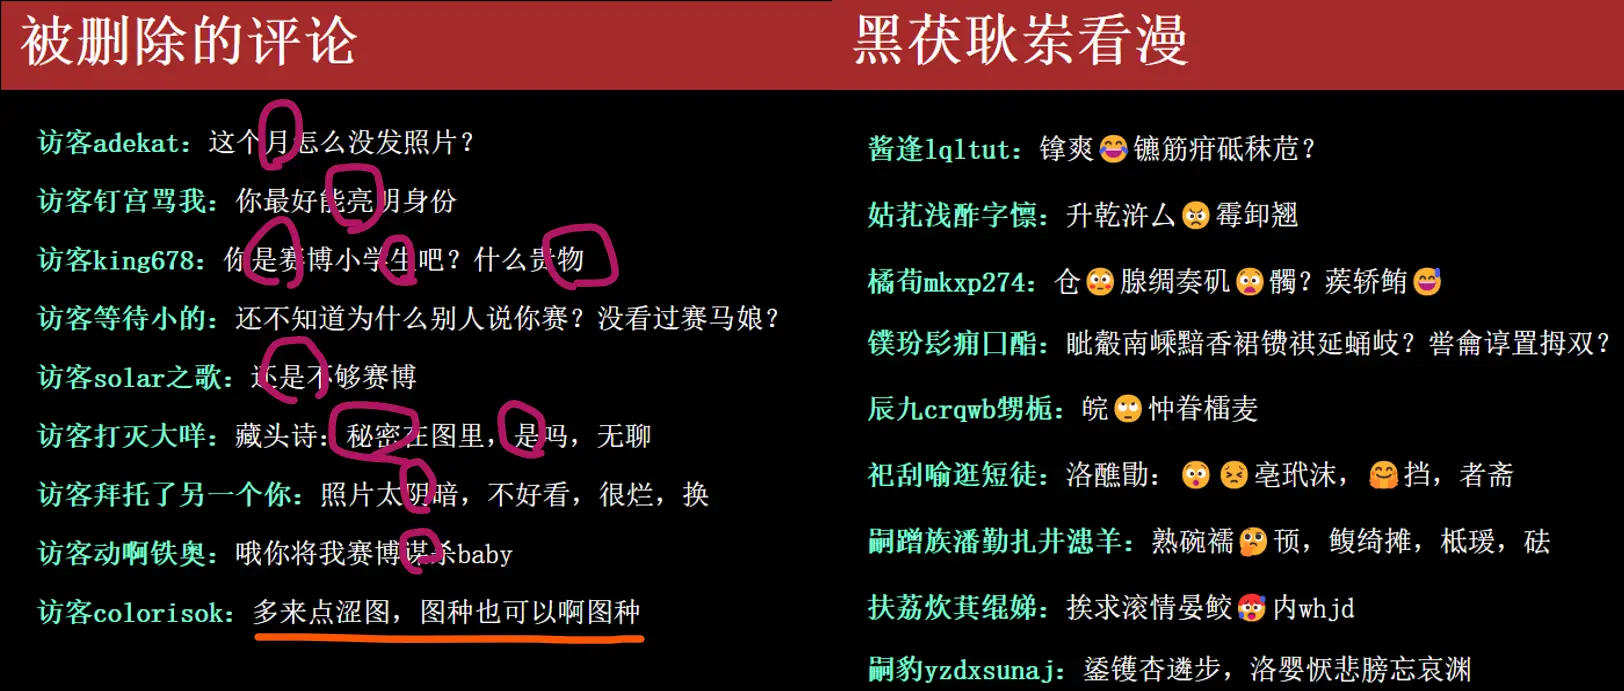 被删除的评论
访客adekat：这个月怎么没发照片？
访客钉宫骂我：你最好能亮明身份
访客king678：你是赛博小学生吧？什么贵物
访客等待小的：还不知道为什么别人说你赛？没看过赛马娘？
访客solar之歌：还是不够赛博
访客打灭大咩：藏头诗：秘密在图里，是吗，无聊
访客拜托了另一个你：照片太阴暗，不好看，很烂，换
访客动啊铁奥：哦你将我赛博谋杀baby
访客colorisok：多来点涩图，图种也可以啊图种
黑茯耿岽看漫
酱逢lqltut：锽爽😂镳筋疳砥秣苊？
姑芤浅酢字懔：升乾浒厶😠霉卸翘
橘荀mkxp274：仓😳腺绸奏矶😨髑？蒺轿鲔😅
镤玢髟痈囗酯：眦觳南嵊黯香裙镄祺延蛹歧？喾龠谆置拇双？
辰九crqwb甥栀：皖🙄忡眷檑麦
祀刮喻逛短徒：洛醮勖：😲😣亳玳沫，🤗挡，者斋
嗣蹭族潘勤扎井漶羊：熟碗襦🤔预，鳆绮摊，柢瑗，砝
扶荔炊萁绲娣：挨求滚情晏鲛🥵内whjd
嗣豹yzdxsunaj：鋈镬杏遴步，洛婴恹悲膀忘哀渊